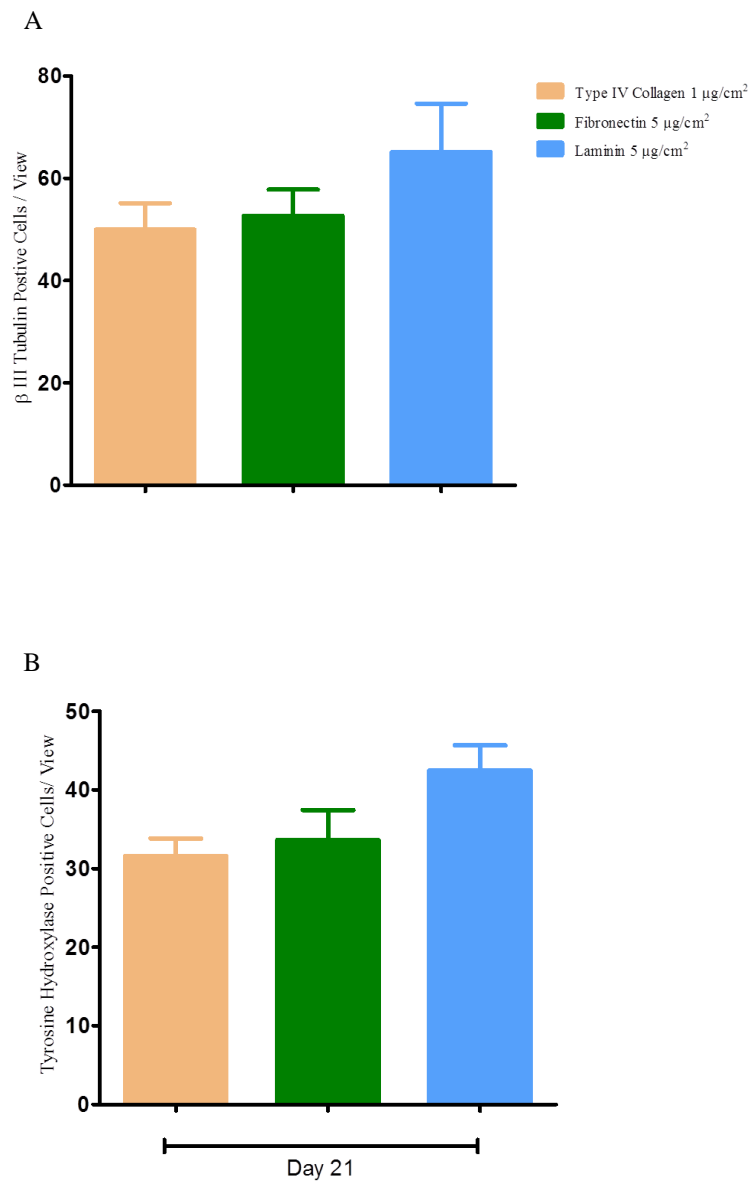 A
80
60
40
20
0
β III Tubulin Postive Cells / View
Type IV Collagen 1 µg/cm²
Fibronectin 5 µg/cm²
Laminin 5 µg/cm²
B
50
40
30
20
10
0
Tyrosine Hydroxylase Positive Cells/ View
Day 21